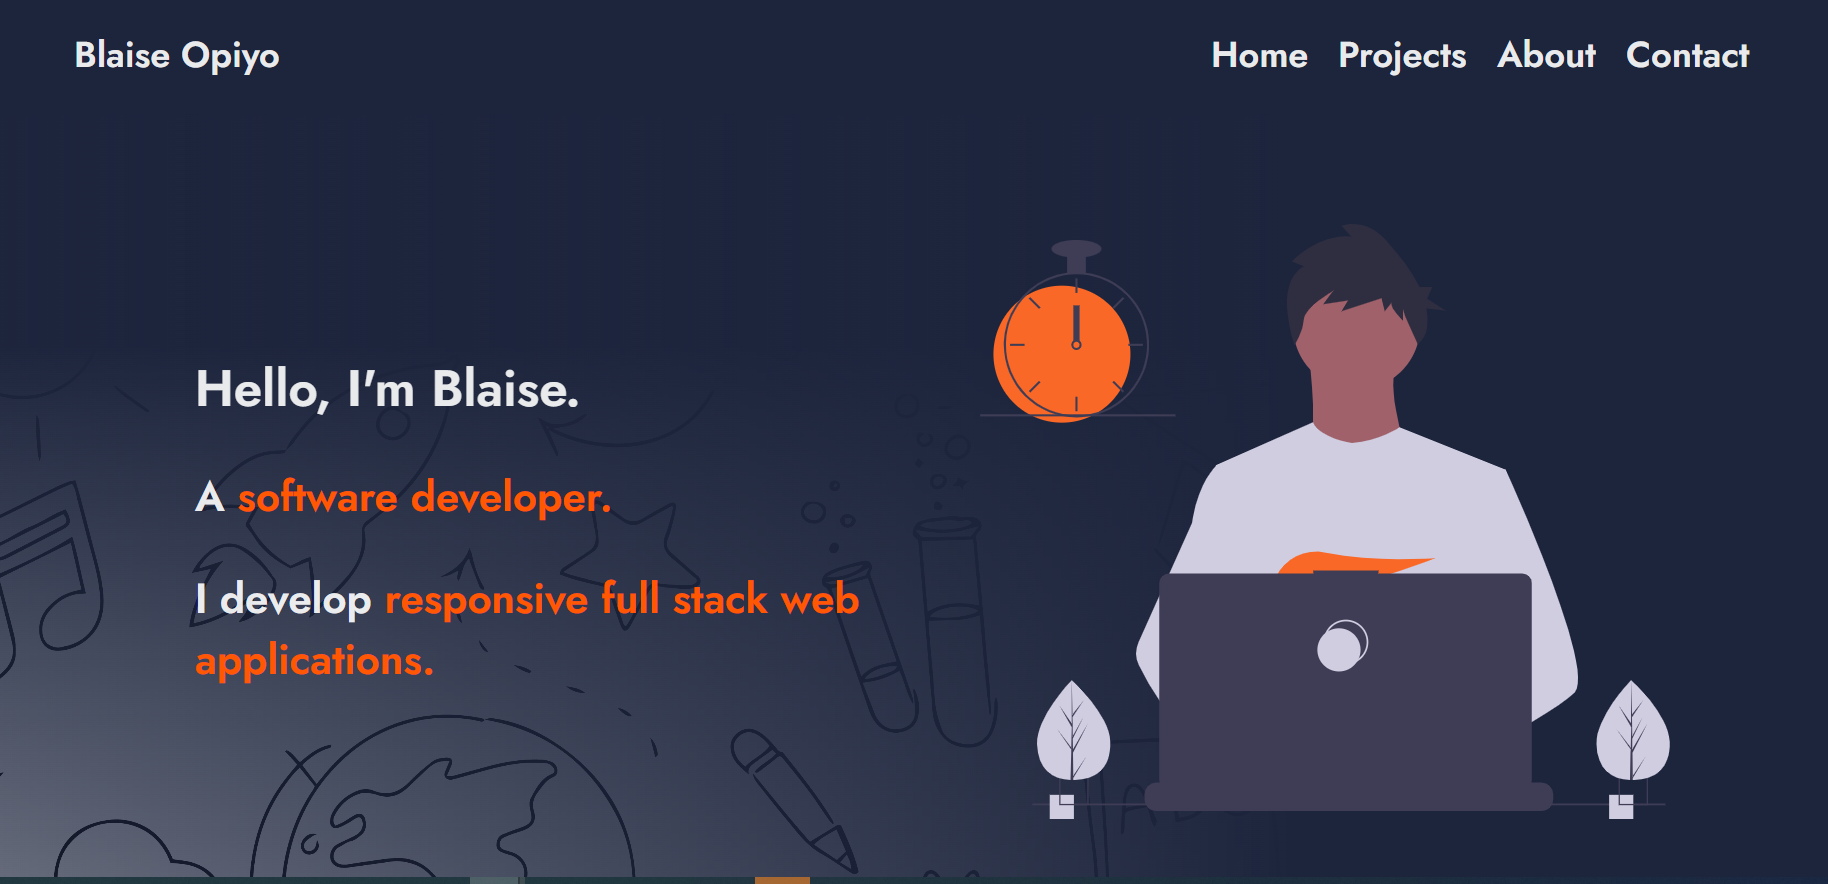 Blaise Opiyo
Home Projects About Contact
Hello, I'm Blaise.
A software developer.
I develop responsive full stack web
applications.